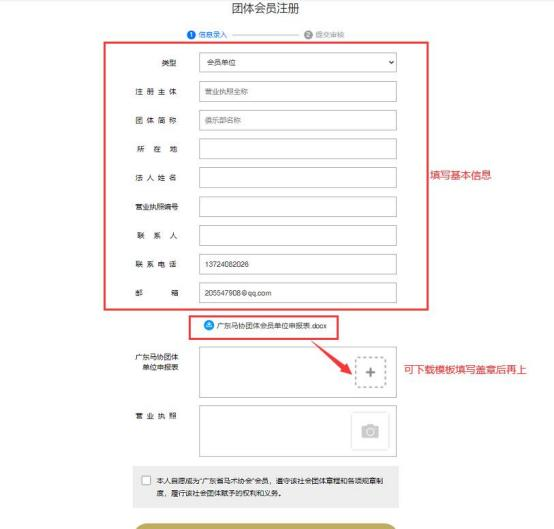 团体会员注册
1 信息录入 2 提交审核
类型 会员单位
注册主体 营业执照全称
团体简称 俱乐部名称
所在地
法人姓名
填写基本信息
营业执照编号
联系人
联系电话 13724082026
邮箱 205547908@qq.com
广东马协团体会员单位申报表.docx
广东马协团体
单位申报表
可下载模板填写盖章后再上
营业执照
本人自愿成为“广东省马术协会”会员，遵守该社会团体章程和各项规章制
度，履行该社会团体赋予的权利和义务。